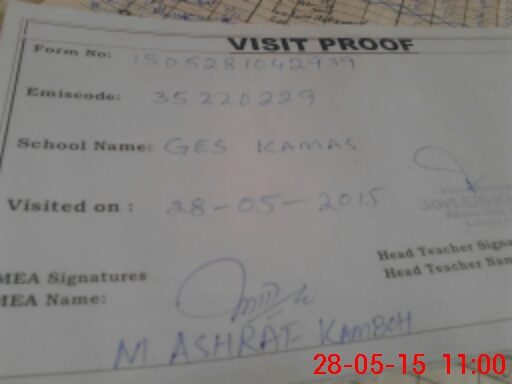 VISIT PROOF
Form No: 1505281042939
Emiscode: 35220229
School Name: GES KAMAS
Visited on : 28-05-2015
Head Teacher Signa
Head Teacher Nam
MEA Signatures
MEA Name:
M. ASHRAF KAMBOH
28-05-15 11:00